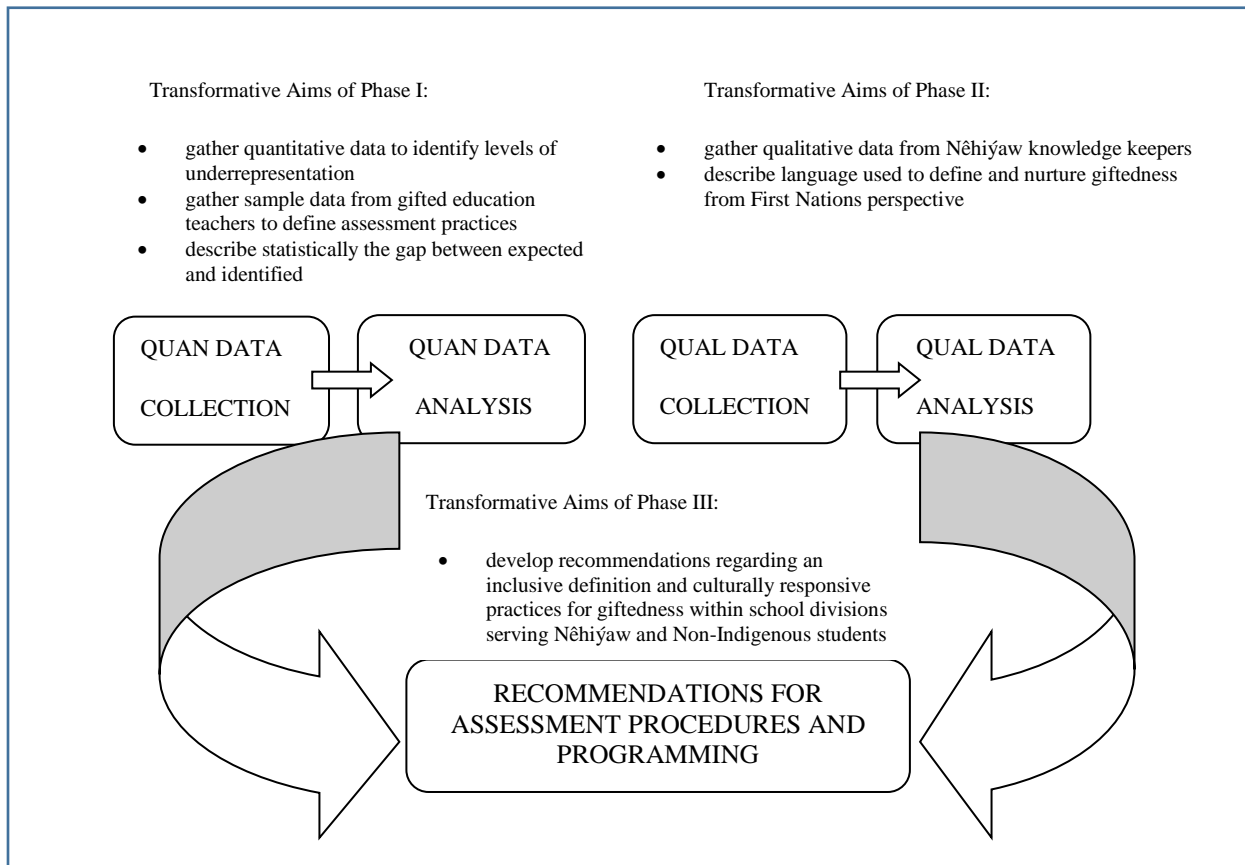 Transformative Aims of Phase I:
• gather quantitative data to identify levels of
underrepresentation
• gather sample data from gifted education
teachers to define assessment practices
• describe statistically the gap between expected
and identified
Transformative Aims of Phase II:
• gather qualitative data from Nêhiýaw knowledge keepers
• describe language used to define and nurture giftedness
from First Nations perspective
QUAN DATA
COLLECTION
QUAN DATA
ANALYSIS
QUAL DATA
COLLECTION
QUAL DATA
ANALYSIS
Transformative Aims of Phase III:
• develop recommendations regarding an
inclusive definition and culturally responsive
practices for giftedness within school divisions
serving Nêhiýaw and Non-Indigenous students
RECOMMENDATIONS FOR
ASSESSMENT PROCEDURES AND
PROGRAMMING